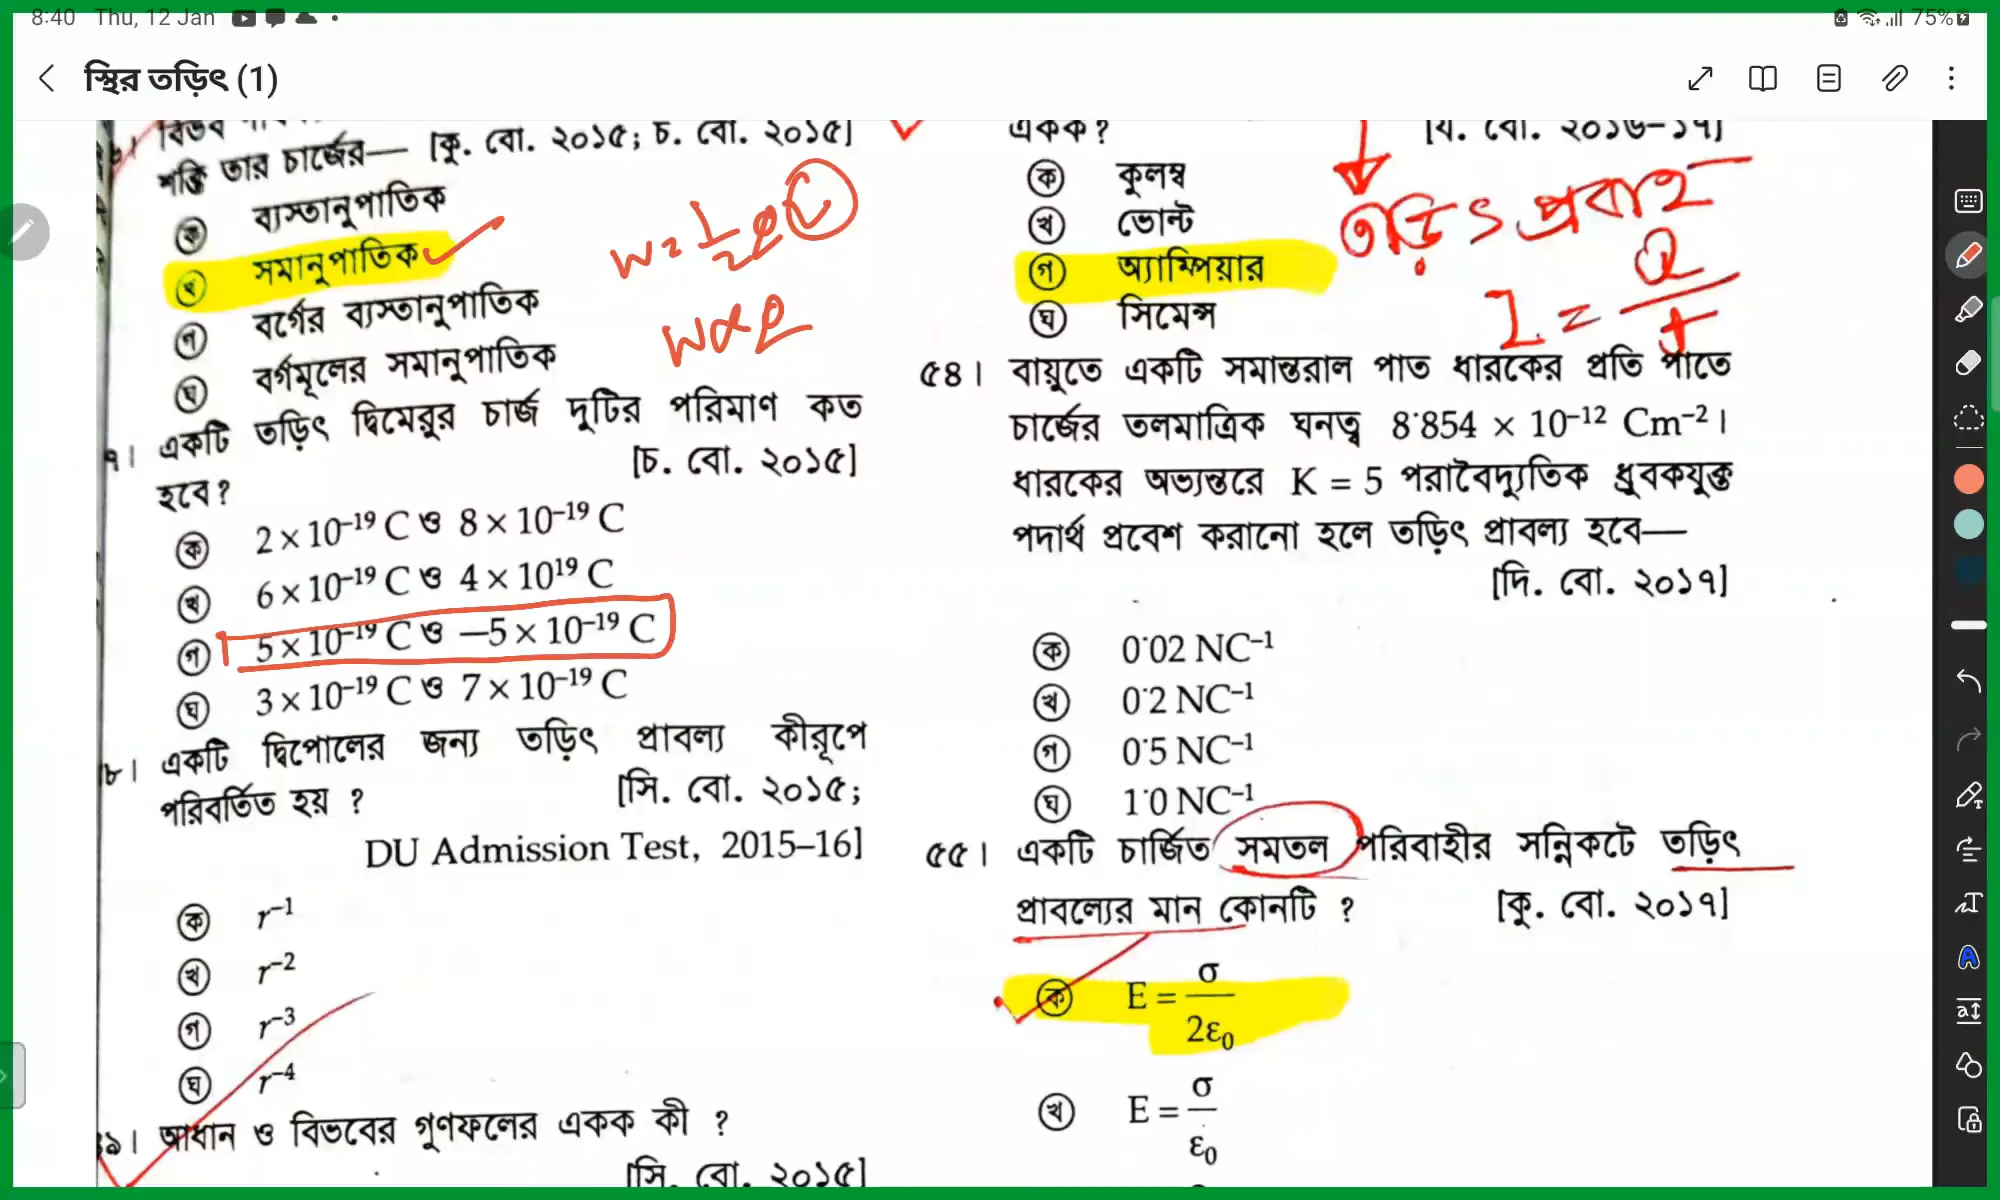 8:40 Thu, 12 Jan
75%
স্থির তড়িৎ (1)
শক্তি তার চার্জের— [কু. বো. ২০১৫; চ. বো. ২০১৫]
ক ব্যস্তানুপাতিক
খ সমানুপাতিক
গ বর্গের ব্যস্তানুপাতিক
ঘ বর্গমূলের সমানুপাতিক
W = 1/2 Q
W ∝ Q
৭। একটি তড়িৎ দ্বিমেরুর চার্জ দুটির পরিমাণ কত
হবে? [চ. বো. ২০১৫]
ক 2 × 10⁻¹⁹ C ও 8 × 10⁻¹⁹ C
খ 6 × 10⁻¹⁹ C ও 4 × 10¹⁹ C
গ 5 × 10⁻¹⁹ C ও –5 × 10⁻¹⁹ C
ঘ 3 × 10⁻¹⁹ C ও 7 × 10⁻¹⁹ C
৮। একটি দ্বিপোলের জন্য তড়িৎ প্রাবল্য কীরূপে
পরিবর্তিত হয় ? [সি. বো. ২০১৫;
DU Admission Test, 2015–16]
ক r⁻¹
খ r⁻²
গ r⁻³
ঘ r⁻⁴
৯। আধান ও বিভবের গুণফলের একক কী ?
[সি. বো. ২০১৫]
একক? [য. বো. ২০১৬–১৭]
ক কুলম্ব
খ ভোল্ট
গ অ্যাম্পিয়ার
ঘ সিমেন্স
তড়িৎ প্রবাহ
I = Q/t
৫৪। বায়ুতে একটি সমান্তরাল পাত ধারকের প্রতি পাতে
চার্জের তলমাত্রিক ঘনত্ব 8·854 × 10⁻¹² Cm⁻²।
ধারকের অভ্যন্তরে K = 5 পরাবৈদ্যুতিক ধ্রুবকযুক্ত
পদার্থ প্রবেশ করানো হলে তড়িৎ প্রাবল্য হবে—
[দি. বো. ২০১৭]
ক 0·02 NC⁻¹
খ 0·2 NC⁻¹
গ 0·5 NC⁻¹
ঘ 1·0 NC⁻¹
৫৫। একটি চার্জিত সমতল পরিবাহীর সন্নিকটে তড়িৎ
প্রাবল্যের মান কোনটি ? [কু. বো. ২০১৭]
ক E = σ/2ε₀
খ E = σ/ε₀